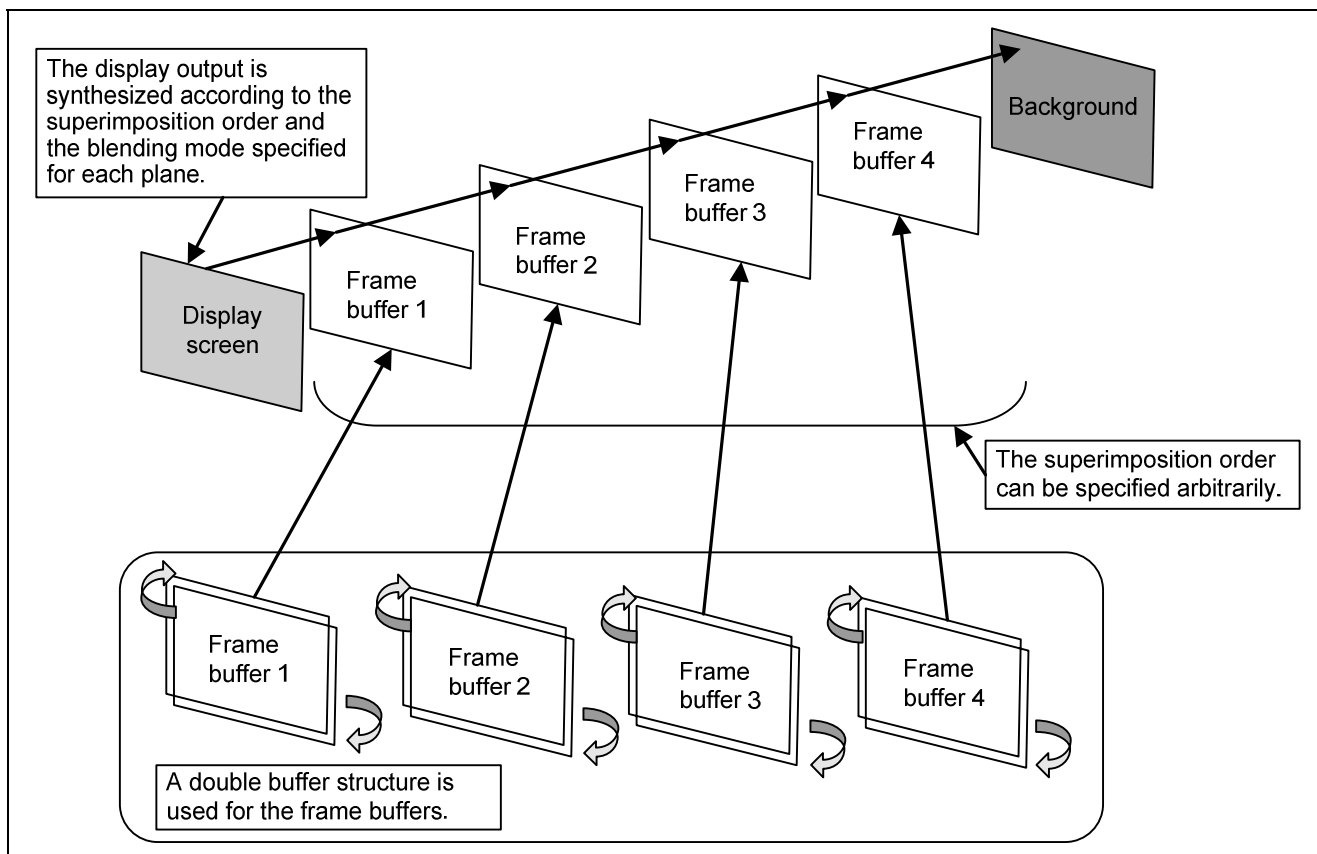 The display output is
synthesized according to the
superimposition order and
the blending mode specified
for each plane.
Background
Frame
buffer 4
Frame
buffer 3
Frame
buffer 2
Frame
buffer 1
Display
screen
The superimposition order
can be specified arbitrarily.
Frame
buffer 1
Frame
buffer 2
Frame
buffer 3
Frame
buffer 4
A double buffer structure is
used for the frame buffers.